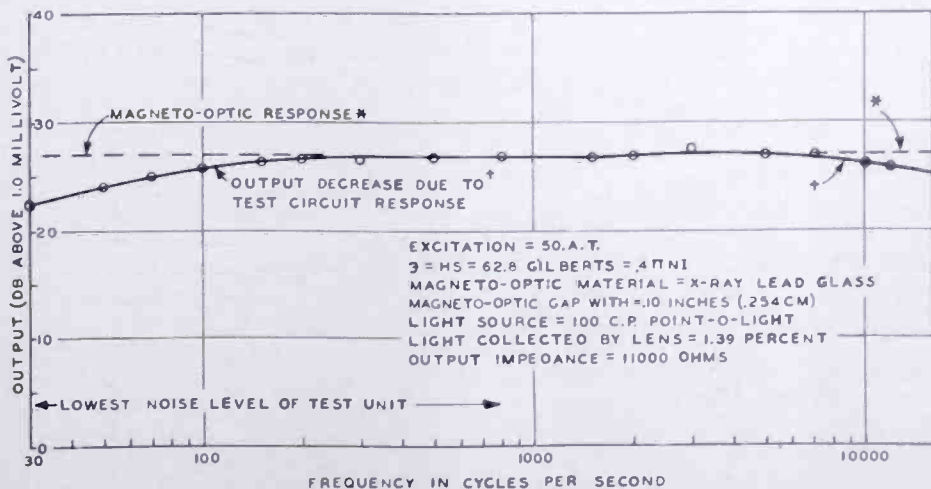 40
30
20
10
0
OUTPUT (DB ABOVE 1.0 MILLIVOLT)
MAGNETO-OPTIC RESPONSE*
*
OUTPUT DECREASE DUE TO†
TEST CIRCUIT RESPONSE
†
EXCITATION = 50.A.T.
ℑ = HS = 62.8 GILBERTS = .4πNI
MAGNETO-OPTIC MATERIAL = X-RAY LEAD GLASS
MAGNETO-OPTIC GAP WITH = .10 INCHES (.254 CM)
LIGHT SOURCE = 100 C.P. POINT-O-LIGHT
LIGHT COLLECTED BY LENS = 1.39 PERCENT
OUTPUT IMPEDANCE = 11000 OHMS
LOWEST NOISE LEVEL OF TEST UNIT
30 100 1000 10000
FREQUENCY IN CYCLES PER SECOND